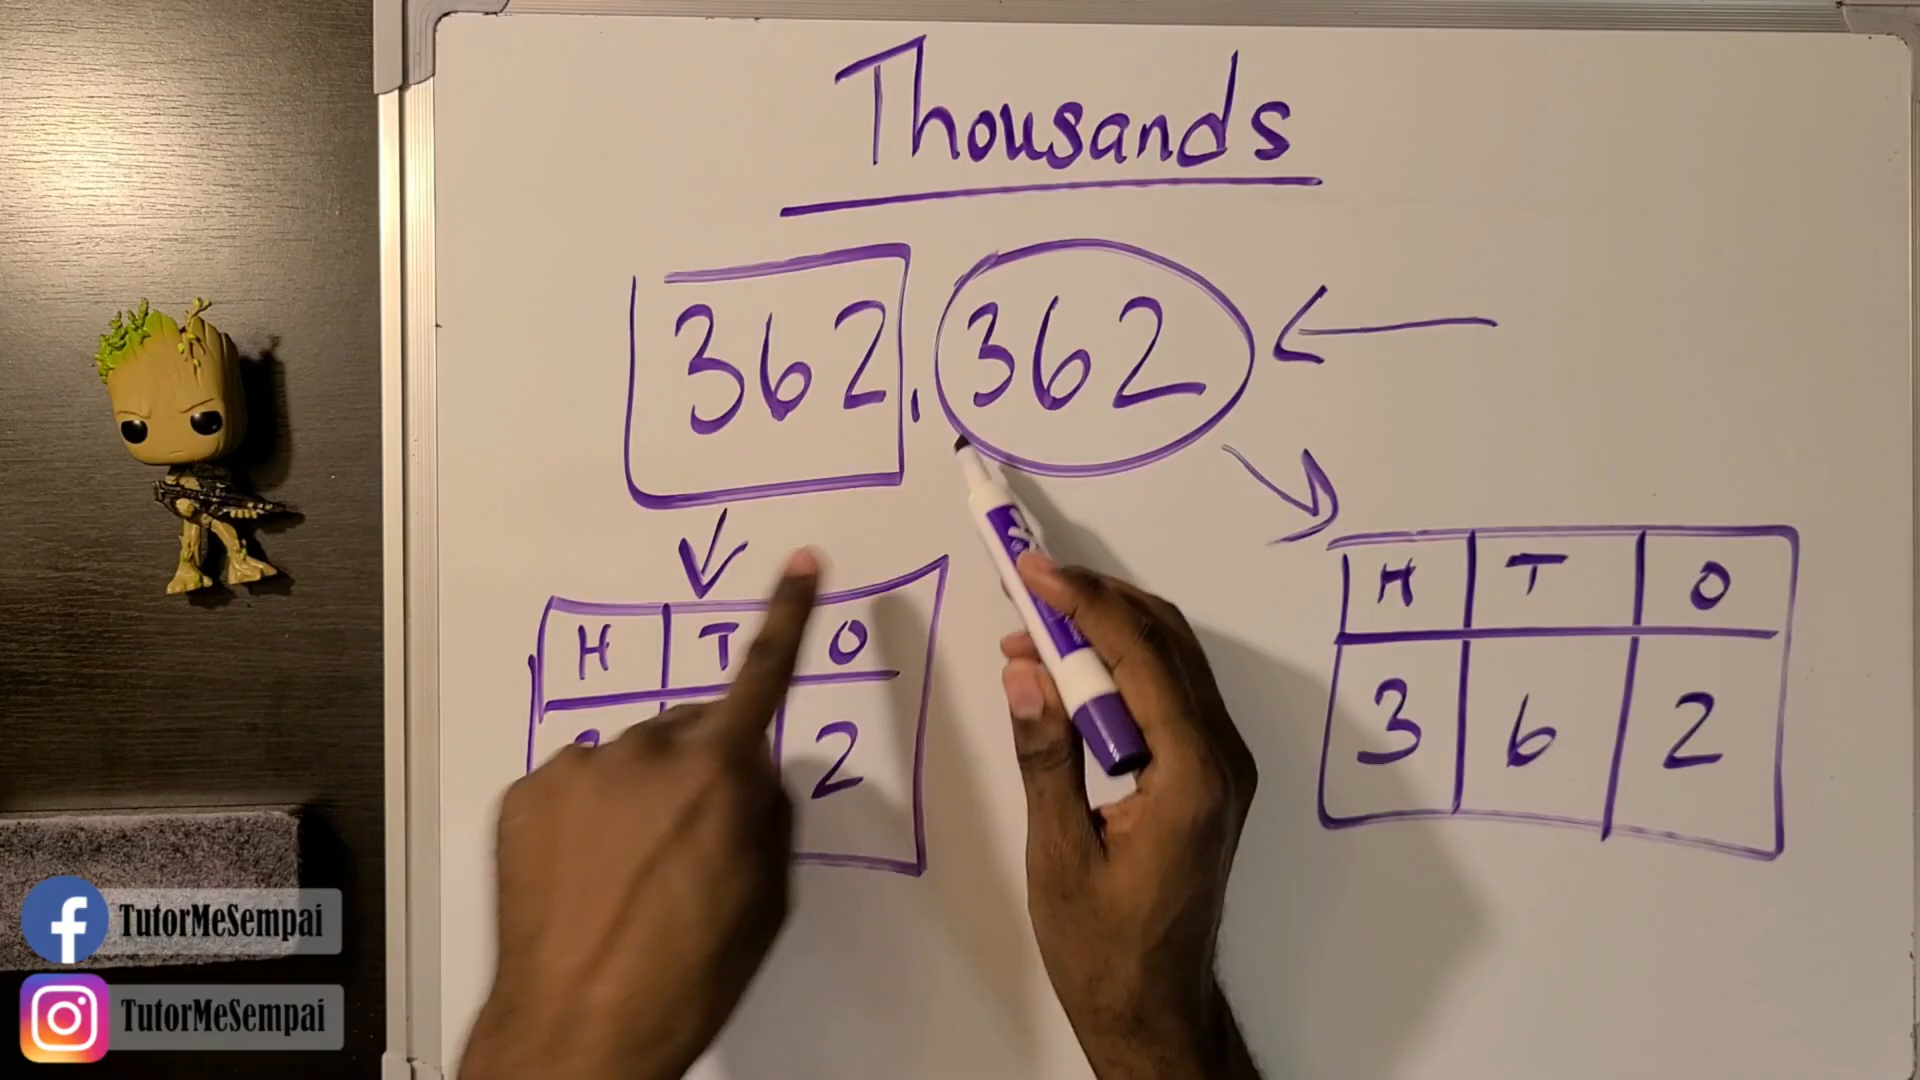 Thousands
362.362
H T O
2
H T O
3 6 2
TutorMeSempai
TutorMeSempai